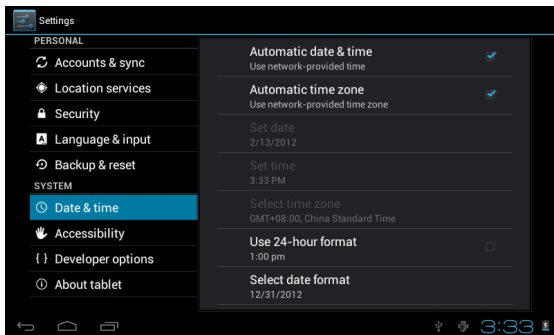 Settings
PERSONAL
Accounts & sync
Location services
Security
Language & input
Backup & reset
SYSTEM
Date & time
Accessibility
{ } Developer options
About tablet
Automatic date & time
Use network-provided time
Automatic time zone
Use network-provided time zone
Set date
2/13/2012
Set time
3:33 PM
Select time zone
GMT+08:00, China Standard Time
Use 24-hour format
1:00 pm
Select date format
12/31/2012
3:33